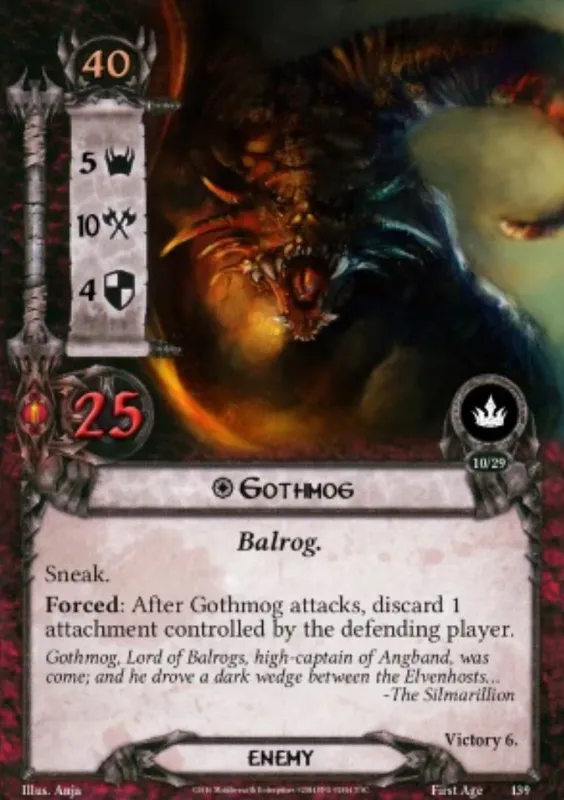 40
5
10
4
25
10/29
Gothmog
Balrog.
Sneak.
Forced: After Gothmog attacks, discard 1
attachment controlled by the defending player.
Gothmog, Lord of Balrogs, high-captain of Angband, was
come; and he drove a dark wedge between the Elvenhosts...
-The Silmarillion
Victory 6.
ENEMY
Illus. Anja
First Age 139